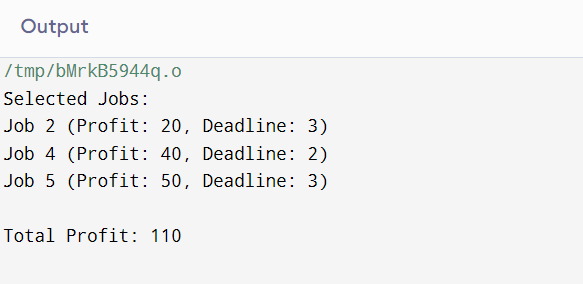 Output
/tmp/bMrkB5944q.o
Selected Jobs:
Job 2 (Profit: 20, Deadline: 3)
Job 4 (Profit: 40, Deadline: 2)
Job 5 (Profit: 50, Deadline: 3)
Total Profit: 110